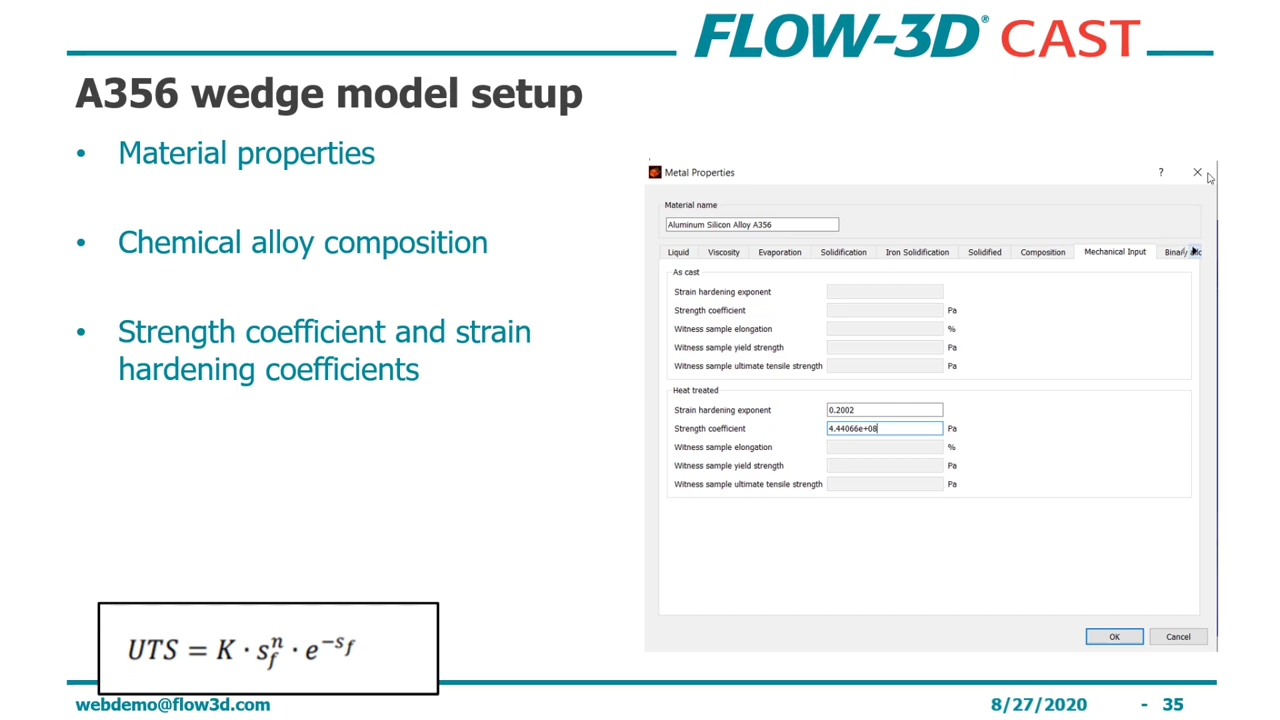 FLOW-3D® CAST
A356 wedge model setup
• Material properties
• Chemical alloy composition
• Strength coefficient and strain
hardening coefficients
UTS = K · s_f^n · e^{-s_f}
Metal Properties
?
Material name
Aluminum Silicon Alloy A356
Liquid Viscosity Evaporation Solidification Iron Solidification Solidified Composition Mechanical Input Binary
As cast
Strain hardening exponent
Strength coefficient Pa
Witness sample elongation %
Witness sample yield strength Pa
Witness sample ultimate tensile strength Pa
Heat treated
Strain hardening exponent 0.2002
Strength coefficient 4.44066e+08 Pa
Witness sample elongation %
Witness sample yield strength Pa
Witness sample ultimate tensile strength Pa
OK Cancel
webdemo@flow3d.com 8/27/2020 - 35